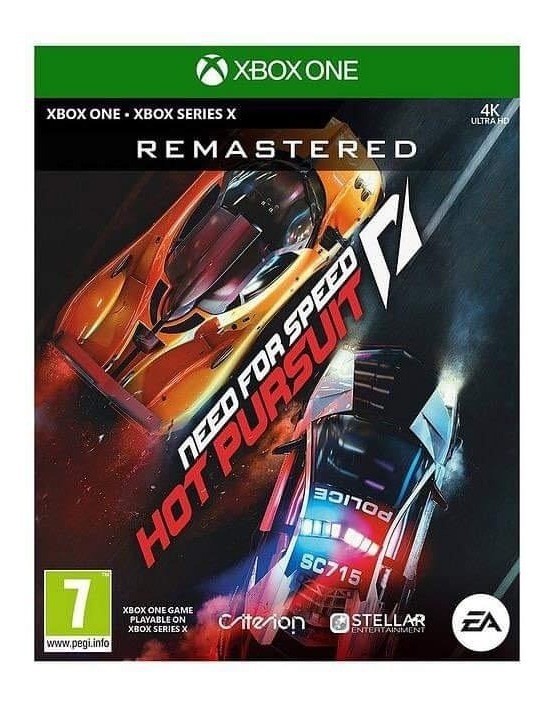 XBOX ONE
XBOX ONE • XBOX SERIES X
4K
ULTRA HD
REMASTERED
NEED FOR SPEED
HOT PURSUIT
POLICE
SC715
7
www.pegi.info
XBOX ONE GAME
PLAYABLE ON
XBOX SERIES X
Criterion
STELLAR
ENTERTAINMENT
EA